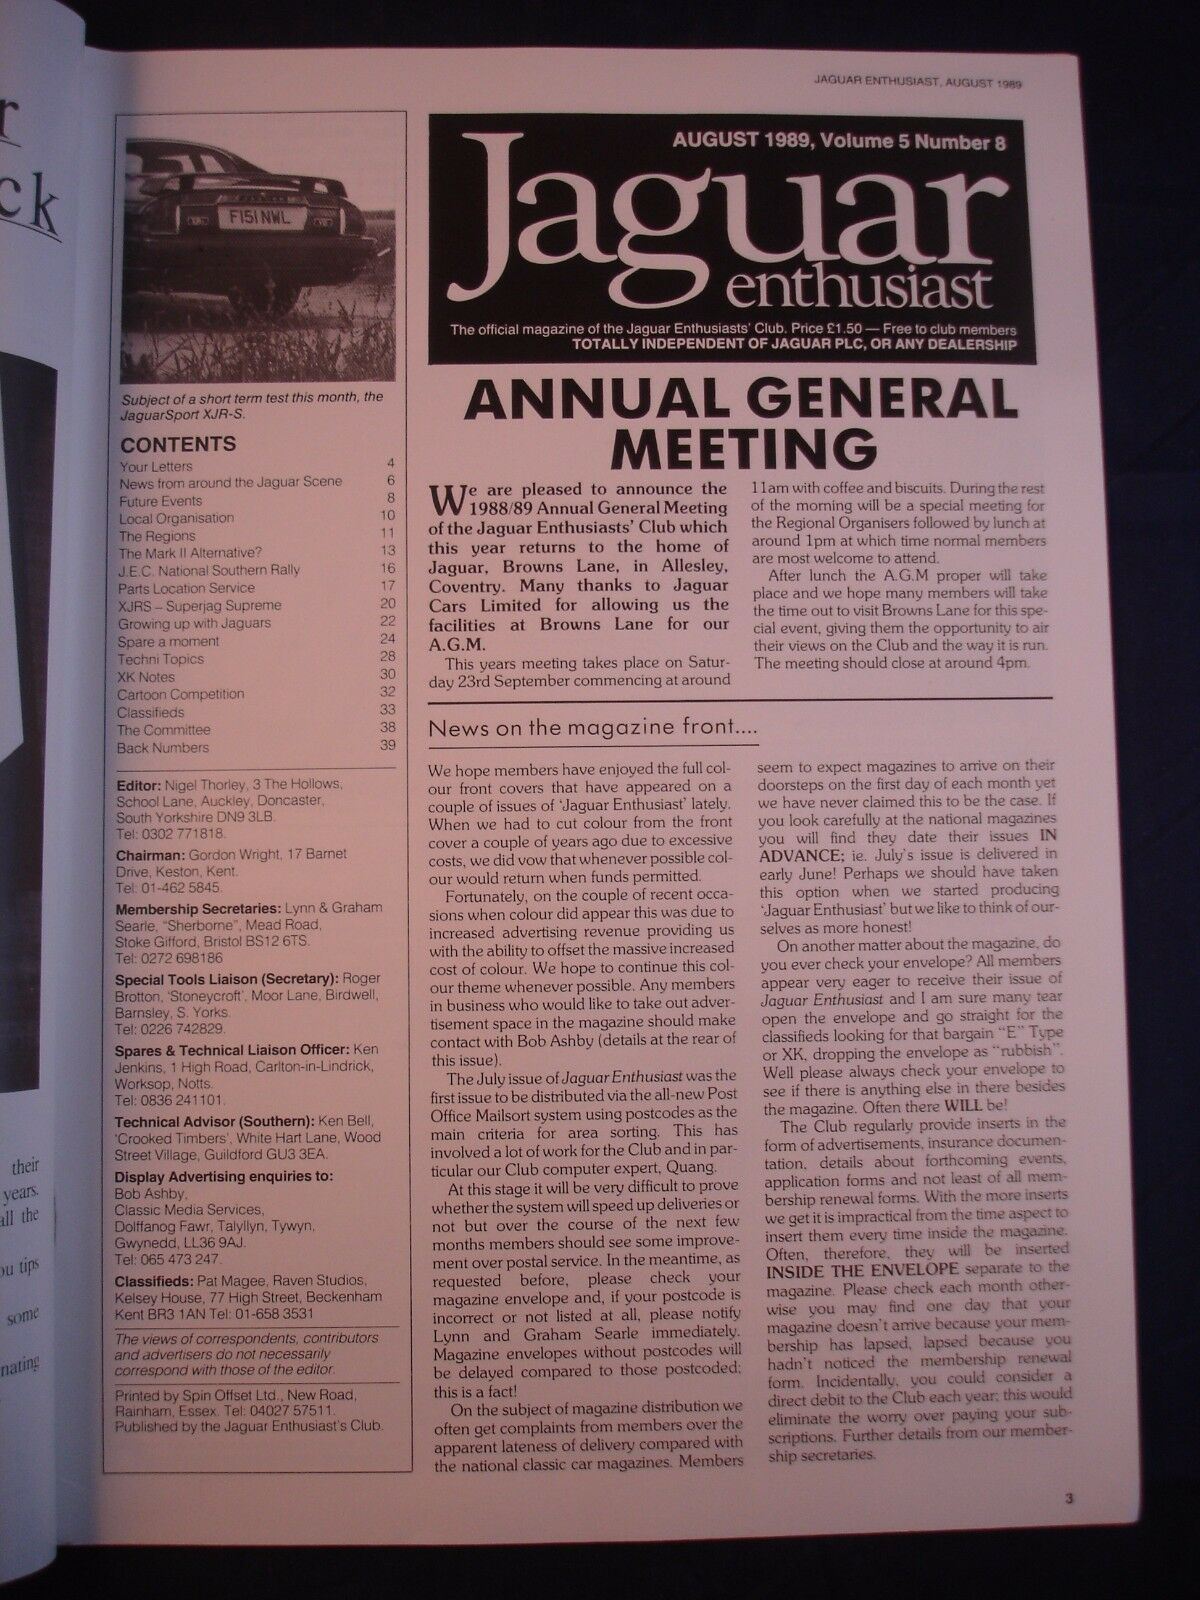 r
ck
their
years.
all the
ou tips
some
nating
JAGUAR ENTHUSIAST, AUGUST 1989
F151 NWL
Subject of a short term test this month, the
JaguarSport XJR-S.
CONTENTS
Your Letters 4
News from around the Jaguar Scene 6
Future Events 8
Local Organisation 10
The Regions 11
The Mark II Alternative? 13
J.E.C. National Southern Rally 16
Parts Location Service 17
XJRS – Superjag Supreme 20
Growing up with Jaguars 22
Spare a moment 24
Techni Topics 28
XK Notes 30
Cartoon Competition 32
Classifieds 33
The Committee 38
Back Numbers 39
Editor: Nigel Thorley, 3 The Hollows,
School Lane, Auckley, Doncaster,
South Yorkshire DN9 3LB.
Tel: 0302 771818.
Chairman: Gordon Wright, 17 Barnet
Drive, Keston, Kent.
Tel: 01-462 5845.
Membership Secretaries: Lynn & Graham
Searle, "Sherborne", Mead Road,
Stoke Gifford, Bristol BS12 6TS.
Tel: 0272 698186
Special Tools Liaison (Secretary): Roger
Brotton, 'Stoneycroft', Moor Lane, Birdwell,
Barnsley, S. Yorks.
Tel: 0226 742829.
Spares & Technical Liaison Officer: Ken
Jenkins, 1 High Road, Carlton-in-Lindrick,
Worksop, Notts.
Tel: 0836 241101.
Technical Advisor (Southern): Ken Bell,
'Crooked Timbers', White Hart Lane, Wood
Street Village, Guildford GU3 3EA.
Display Advertising enquiries to:
Bob Ashby,
Classic Media Services,
Dolffanog Fawr, Talyllyn, Tywyn,
Gwynedd, LL36 9AJ.
Tel: 065 473 247.
Classifieds: Pat Magee, Raven Studios,
Kelsey House, 77 High Street, Beckenham
Kent BR3 1AN Tel: 01-658 3531
The views of correspondents, contributors
and advertisers do not necessarily
correspond with those of the editor.
Printed by Spin Offset Ltd., New Road,
Rainham, Essex. Tel: 04027 57511.
Published by the Jaguar Enthusiast's Club.
AUGUST 1989, Volume 5 Number 8
Jaguar
enthusiast
The official magazine of the Jaguar Enthusiasts' Club. Price £1.50 — Free to club members
TOTALLY INDEPENDENT OF JAGUAR PLC, OR ANY DEALERSHIP
ANNUAL GENERAL
MEETING
We are pleased to announce the
1988/89 Annual General Meeting
of the Jaguar Enthusiasts' Club which
this year returns to the home of
Jaguar, Browns Lane, in Allesley,
Coventry. Many thanks to Jaguar
Cars Limited for allowing us the
facilities at Browns Lane for our
A.G.M.
This years meeting takes place on Satur-
day 23rd September commencing at around
11am with coffee and biscuits. During the rest
of the morning will be a special meeting for
the Regional Organisers followed by lunch at
around 1pm at which time normal members
are most welcome to attend.
After lunch the A.G.M proper will take
place and we hope many members will take
the time out to visit Browns Lane for this spe-
cial event, giving them the opportunity to air
their views on the Club and the way it is run.
The meeting should close at around 4pm.
News on the magazine front....
We hope members have enjoyed the full col-
our front covers that have appeared on a
couple of issues of 'Jaguar Enthusiast' lately.
When we had to cut colour from the front
cover a couple of years ago due to excessive
costs, we did vow that whenever possible col-
our would return when funds permitted.
Fortunately, on the couple of recent occa-
sions when colour did appear this was due to
increased advertising revenue providing us
with the ability to offset the massive increased
cost of colour. We hope to continue this col-
our theme whenever possible. Any members
in business who would like to take out adver-
tisement space in the magazine should make
contact with Bob Ashby (details at the rear of
this issue).
The July issue of Jaguar Enthusiast was the
first issue to be distributed via the all-new Post
Office Mailsort system using postcodes as the
main criteria for area sorting. This has
involved a lot of work for the Club and in par-
ticular our Club computer expert, Quang.
At this stage it will be very difficult to prove
whether the system will speed up deliveries or
not but over the course of the next few
months members should see some improve-
ment over postal service. In the meantime, as
requested before, please check your
magazine envelope and, if your postcode is
incorrect or not listed at all, please notify
Lynn and Graham Searle immediately.
Magazine envelopes without postcodes will
be delayed compared to those postcoded;
this is a fact!
On the subject of magazine distribution we
often get complaints from members over the
apparent lateness of delivery compared with
the national classic car magazines. Members
seem to expect magazines to arrive on their
doorsteps on the first day of each month yet
we have never claimed this to be the case. If
you look carefully at the national magazines
you will find they date their issues IN
ADVANCE; ie. July's issue is delivered in
early June! Perhaps we should have taken
this option when we started producing
'Jaguar Enthusiast' but we like to think of our-
selves as more honest!
On another matter about the magazine, do
you ever check your envelope? All members
appear very eager to receive their issue of
Jaguar Enthusiast and I am sure many tear
open the envelope and go straight for the
classifieds looking for that bargain "E" Type
or XK, dropping the envelope as "rubbish".
Well please always check your envelope to
see if there is anything else in there besides
the magazine. Often there WILL be!
The Club regularly provide inserts in the
form of advertisements, insurance documen-
tation, details about forthcoming events,
application forms and not least of all mem-
bership renewal forms. With the more inserts
we get it is impractical from the time aspect to
insert them every time inside the magazine.
Often, therefore, they will be inserted
INSIDE THE ENVELOPE separate to the
magazine. Please check each month other-
wise you may find one day that your
magazine doesn't arrive because your mem-
bership has lapsed, lapsed because you
hadn't noticed the membership renewal
form. Incidentally, you could consider a
direct debit to the Club each year; this would
eliminate the worry over paying your sub-
scriptions. Further details from our member-
ship secretaries.
3